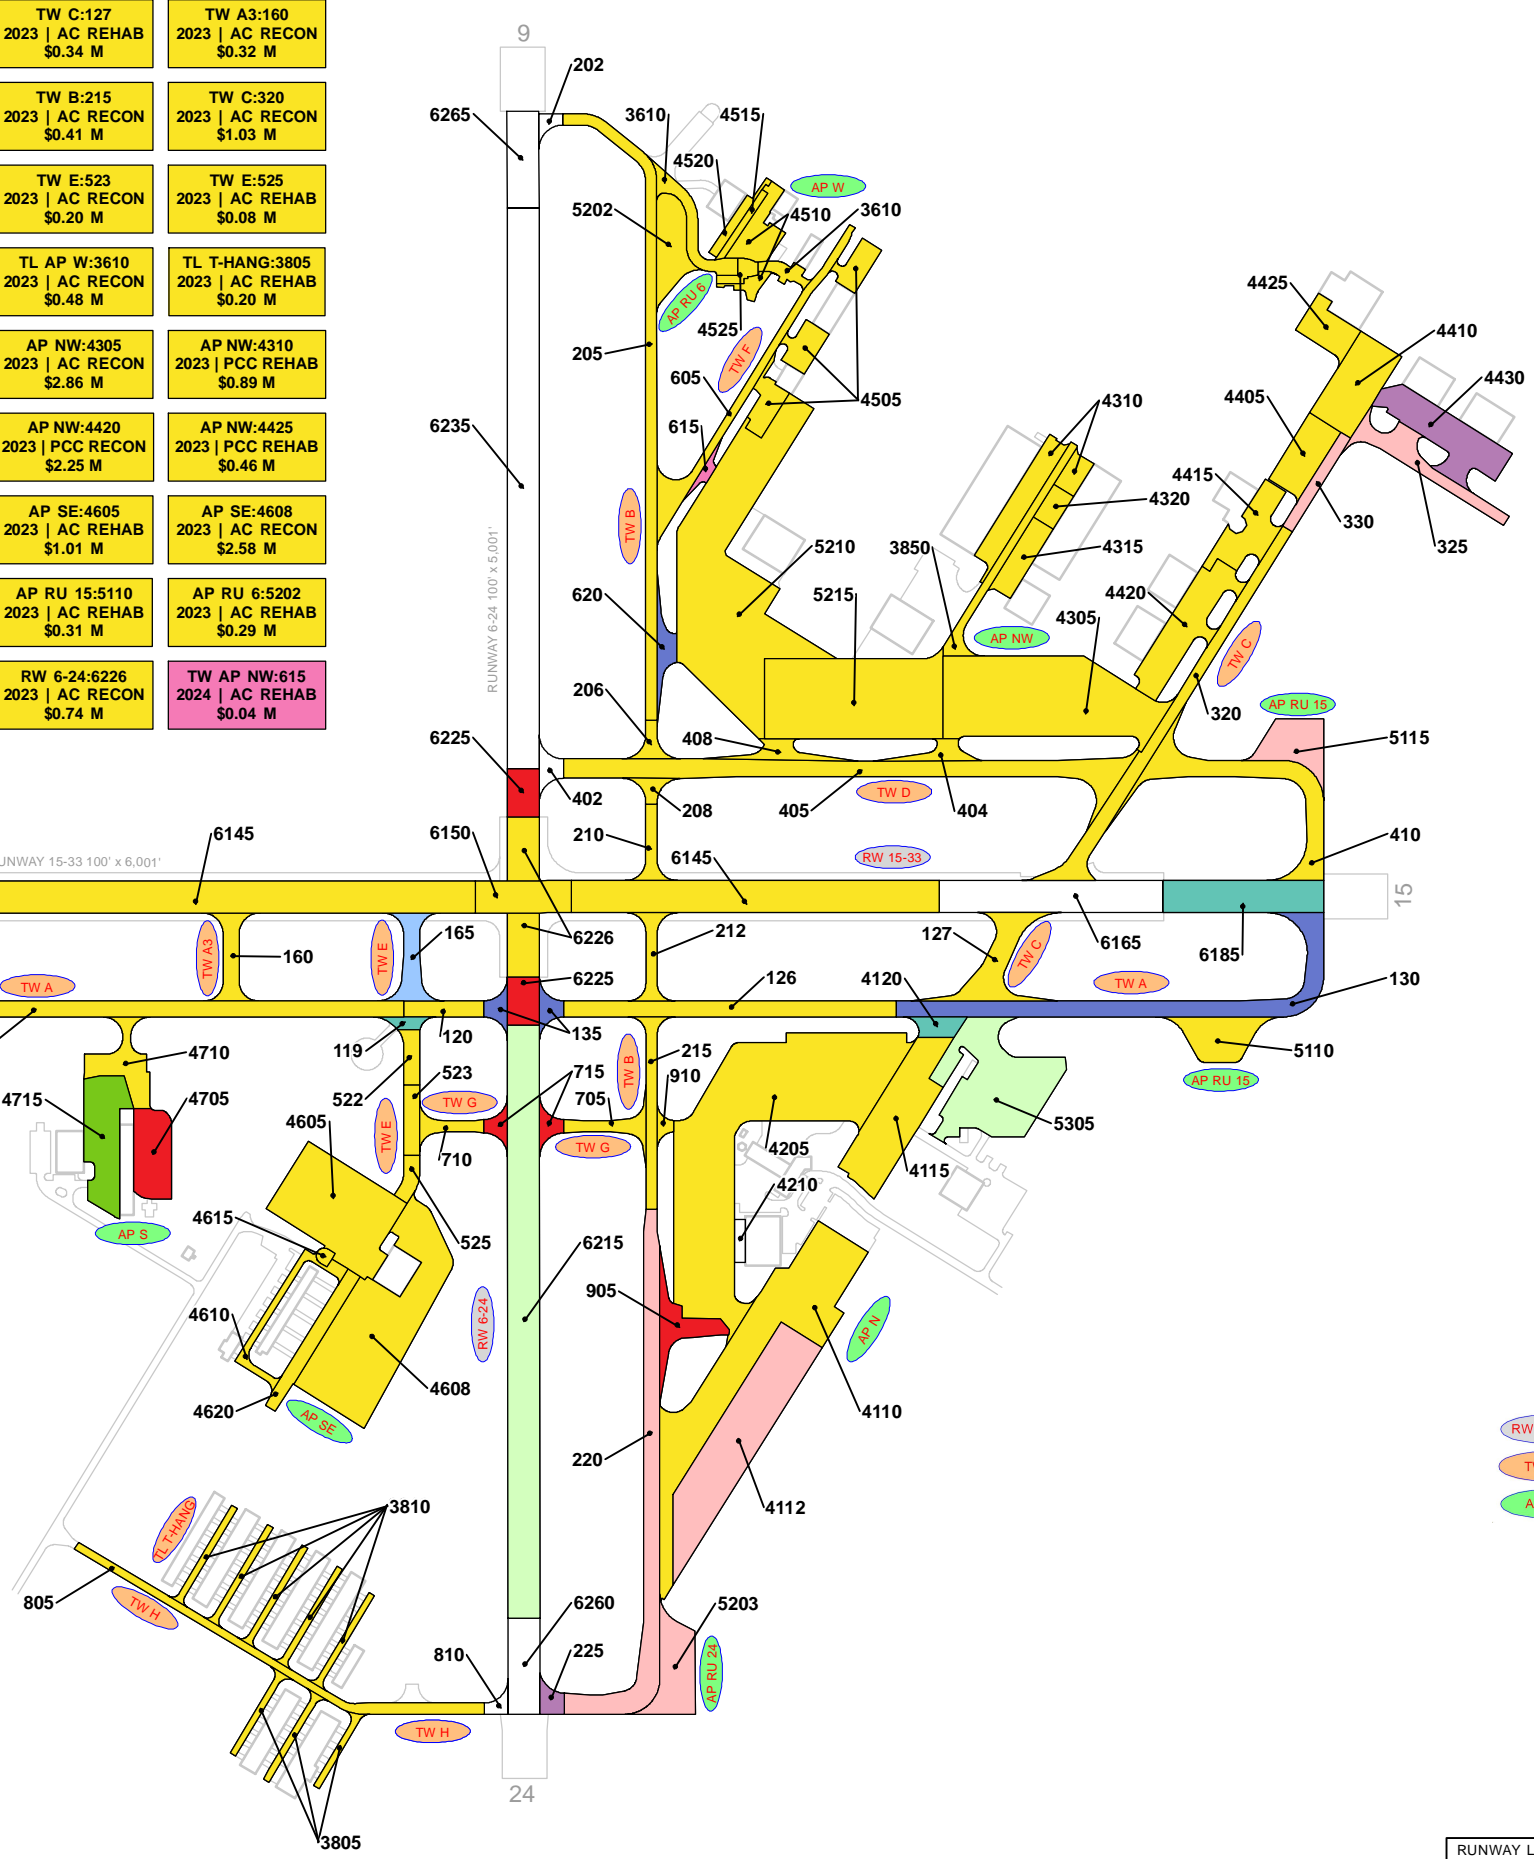 TW C:127
2023 | AC REHAB
$0.34 M
TW A3:160
2023 | AC RECON
$0.32 M
TW B:215
2023 | AC RECON
$0.41 M
TW C:320
2023 | AC RECON
$1.03 M
TW E:523
2023 | AC RECON
$0.20 M
TW E:525
2023 | AC REHAB
$0.08 M
TL AP W:3610
2023 | AC RECON
$0.48 M
TL T-HANG:3805
2023 | AC REHAB
$0.20 M
AP NW:4305
2023 | AC RECON
$2.86 M
AP NW:4310
2023 | PCC REHAB
$0.89 M
AP NW:4420
2023 | PCC RECON
$2.25 M
AP NW:4425
2023 | PCC REHAB
$0.46 M
AP SE:4605
2023 | AC REHAB
$1.01 M
AP SE:4608
2023 | AC RECON
$2.58 M
AP RU 15:5110
2023 | AC REHAB
$0.31 M
AP RU 6:5202
2023 | AC REHAB
$0.29 M
RW 6-24:6226
2023 | AC RECON
$0.74 M
TW AP NW:615
2024 | AC REHAB
$0.04 M
9
202
6265
3610
4515
4520
AP W
4510
3610
5202
AP RU 6
4525
TW F
205
605
4505
615
6235
TW B
RUNWAY 6-24 100' x 5,001'
4425
4410
4430
4405
4310
4415
4320
330
325
3850
4315
5210
5215
4420
4305
AP NW
TW C
620
206
320
AP RU 15
408
5115
6225
402
208
405
TW D
404
6145
6150
210
6145
RW 15-33
410
UNWAY 15-33 100' x 6,001'
15
TW A3
160
TW E
165
6226
212
127
TW C
6165
6185
TW A
6225
126
4120
TW A
130
119
120
135
215
TW B
910
5110
AP RU 15
4710
4715
4705
522
523
TW G
715
705
4605
TW E
710
TW G
4205
4115
5305
4210
AP S
4615
525
6215
905
4610
RW 6-24
AP N
4608
4620
AP SE
4110
220
RW
TW
A
4112
TL T-HANG
3810
805
TW H
6260
5203
810
225
AP RU 24
TW H
24
3805
RUNWAY L